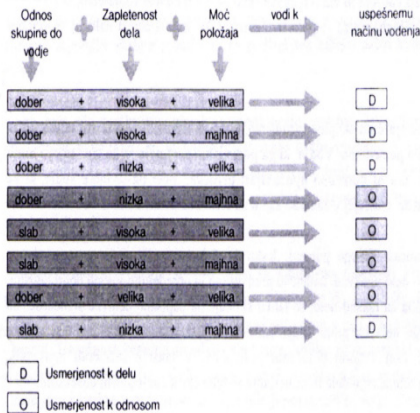 Odnos skupine do vodje + Zapletenost dela + Moč položaja vodi k uspešnemu načinu vodenja
dober + visoka + velika D
dober + visoka + majhna D
dober + nizka + velika D
dober + nizka + majhna O
slab + visoka + velika O
slab + visoka + majhna O
dober + velika + velika O
slab + nizka + majhna D
D Usmerjenost k delu
O Usmerjenost k odnosom